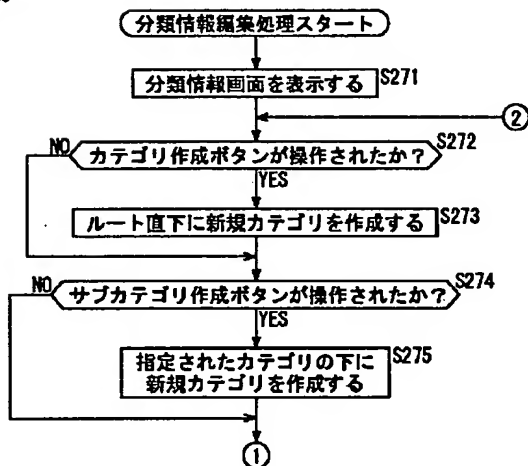 分類情報編集処理スタート
分類情報画面を表示する
S271
②
S272
NO
カテゴリ作成ボタンが操作されたか?
YES
ルート直下に新規カテゴリを作成する
S273
S274
NO
サブカテゴリ作成ボタンが操作されたか?
YES
指定されたカテゴリの下に
新規カテゴリを作成する
S275
①